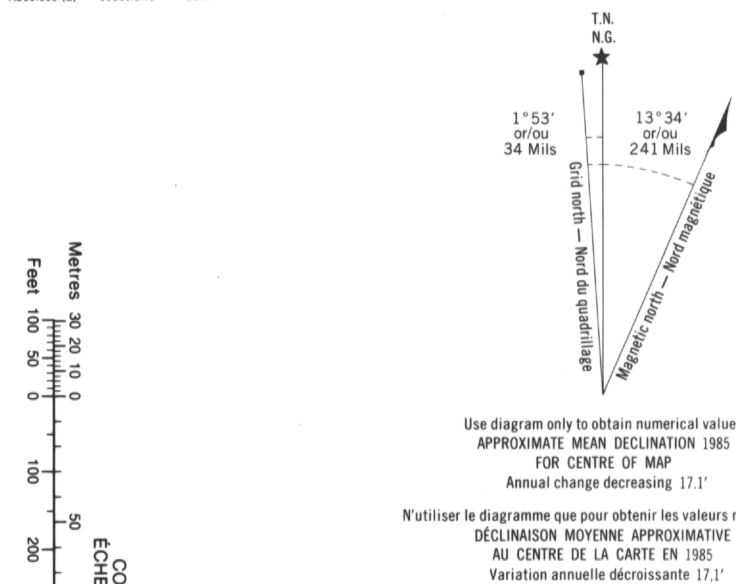 T.N.
N.G.
1°53′
or/ou
34 Mils
13°34′
or/ou
241 Mils
Grid north — Nord du quadrillage
Magnetic north — Nord magnétique
Use diagram only to obtain numerical value
APPROXIMATE MEAN DECLINATION 1985
FOR CENTRE OF MAP
Annual change decreasing 17.1′
N'utiliser le diagramme que pour obtenir les valeurs
DÉCLINAISON MOYENNE APPROXIMATIVE
AU CENTRE DE LA CARTE EN 1985
Variation annuelle décroissante 17,1′
Metres 30 20 10 0 50
Feet 100 50 0 100 200
CO
ÉCHE